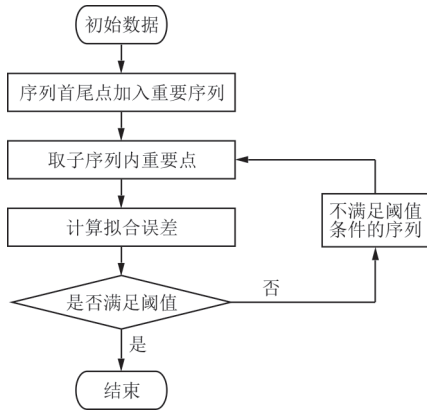 初始数据
序列首尾点加入重要序列
取子序列内重要点
计算拟合误差
不满足阈值
条件的序列
是否满足阈值
否
是
结束